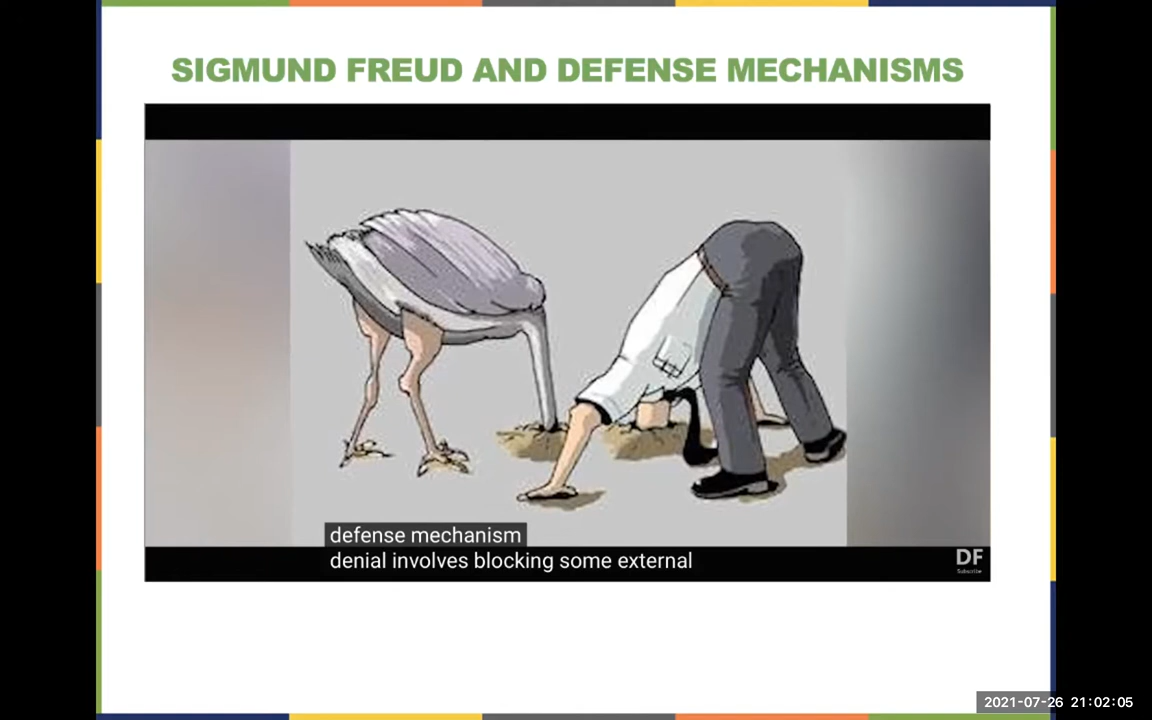 SIGMUND FREUD AND DEFENSE MECHANISMS
defense mechanism
denial involves blocking some external
DF
Subscribe
2021-07-26 21:02:05